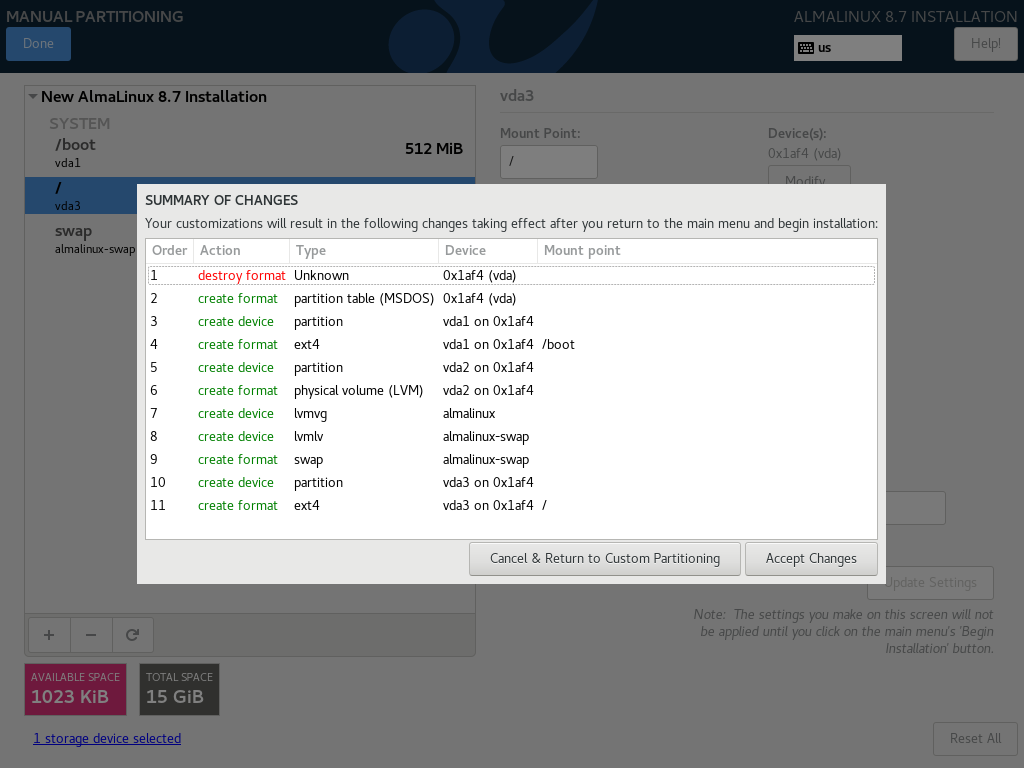 MANUAL PARTITIONING
ALMALINUX 8.7 INSTALLATION
Done
us
Help!
New AlmaLinux 8.7 Installation
SYSTEM
/boot
512 MiB
vda1
/
vda3
swap
almalinux-swap
vda3
Mount Point:
Device(s):
/
0x1af4 (vda)
Modify...
SUMMARY OF CHANGES
Your customizations will result in the following changes taking effect after you return to the main menu and begin installation:
Order Action Type Device Mount point
1 destroy format Unknown 0x1af4 (vda)
2 create format partition table (MSDOS) 0x1af4 (vda)
3 create device partition vda1 on 0x1af4
4 create format ext4 vda1 on 0x1af4 /boot
5 create device partition vda2 on 0x1af4
6 create format physical volume (LVM) vda2 on 0x1af4
7 create device lvmvg almalinux
8 create device lvmlv almalinux-swap
9 create format swap almalinux-swap
10 create device partition vda3 on 0x1af4
11 create format ext4 vda3 on 0x1af4 /
Cancel & Return to Custom Partitioning
Accept Changes
Update Settings
Note: The settings you make on this screen will not
be applied until you click on the main menu's 'Begin
Installation' button.
AVAILABLE SPACE
1023 KiB
TOTAL SPACE
15 GiB
1 storage device selected
Reset All